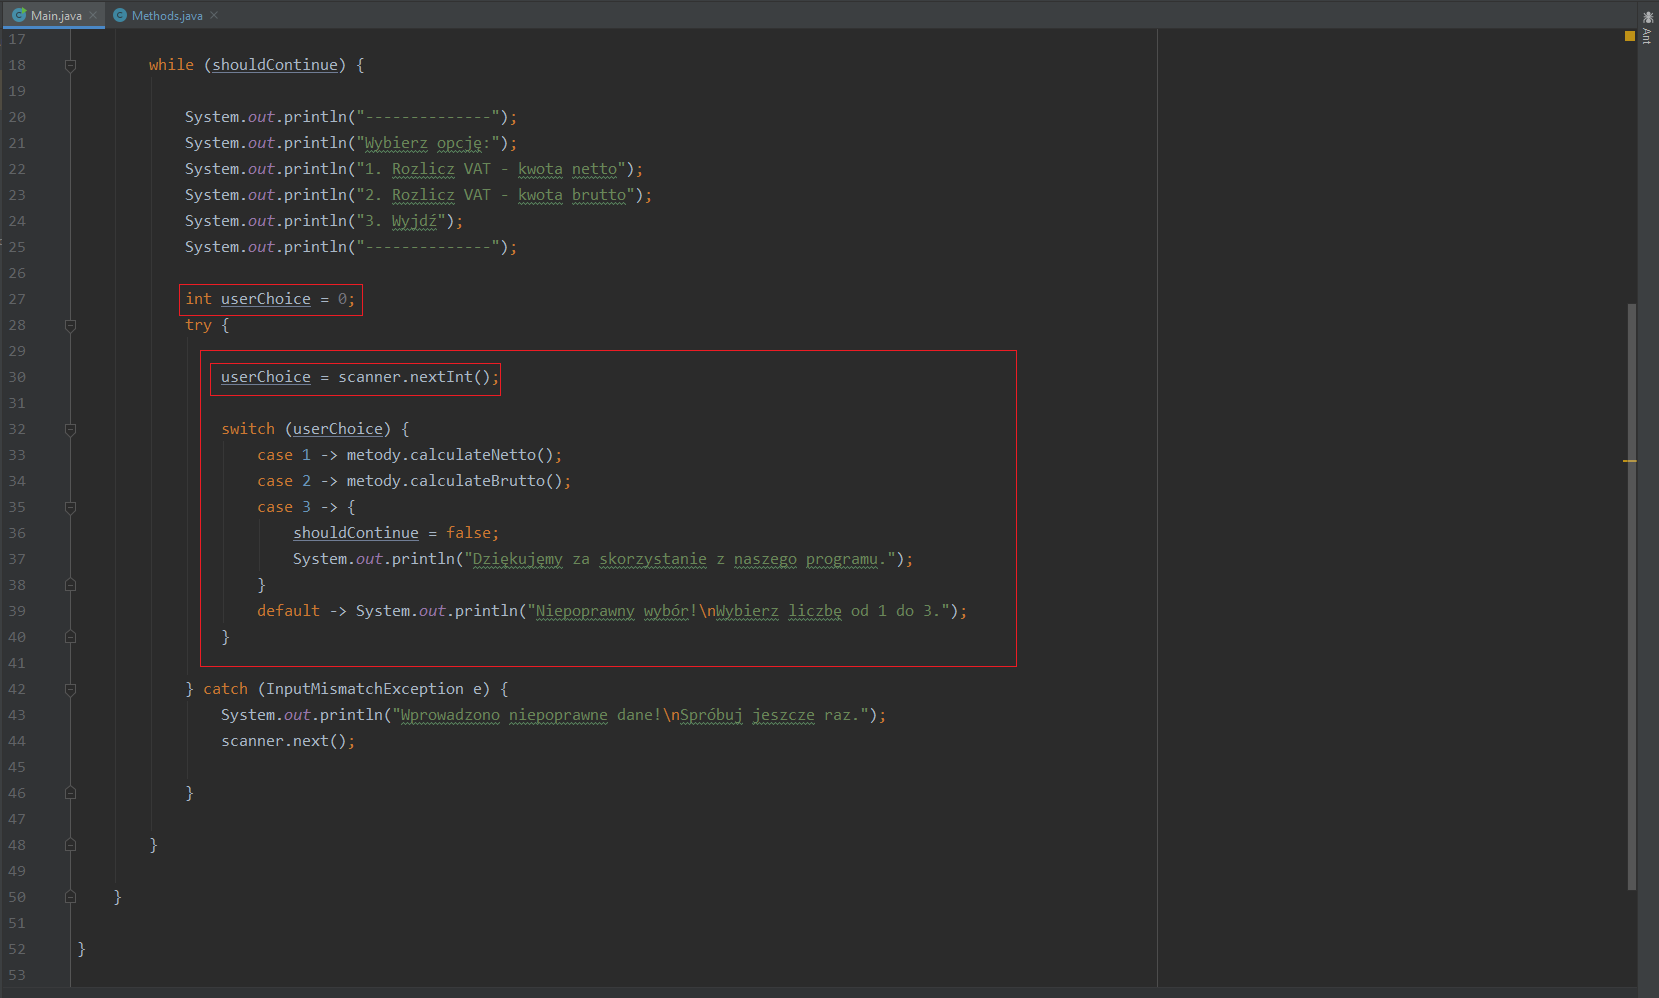 Main.java Methods.java
Ant
17
18 while (shouldContinue) {
19
20 System.out.println("--------------");
21 System.out.println("Wybierz opcję:");
22 System.out.println("1. Rozlicz VAT - kwota netto");
23 System.out.println("2. Rozlicz VAT - kwota brutto");
24 System.out.println("3. Wyjdź");
25 System.out.println("--------------");
26
27 int userChoice = 0;
28 try {
29
30 userChoice = scanner.nextInt();
31
32 switch (userChoice) {
33 case 1 -> metody.calculateNetto();
34 case 2 -> metody.calculateBrutto();
35 case 3 -> {
36 shouldContinue = false;
37 System.out.println("Dziękujęmy za skorzystanie z naszego programu.");
38 }
39 default -> System.out.println("Niepoprawny wybór!\nWybierz liczbę od 1 do 3.");
40 }
41
42 } catch (InputMismatchException e) {
43 System.out.println("Wprowadzono niepoprawne dane!\nSpróbuj jeszcze raz.");
44 scanner.next();
45
46 }
47
48 }
49
50 }
51
52 }
53